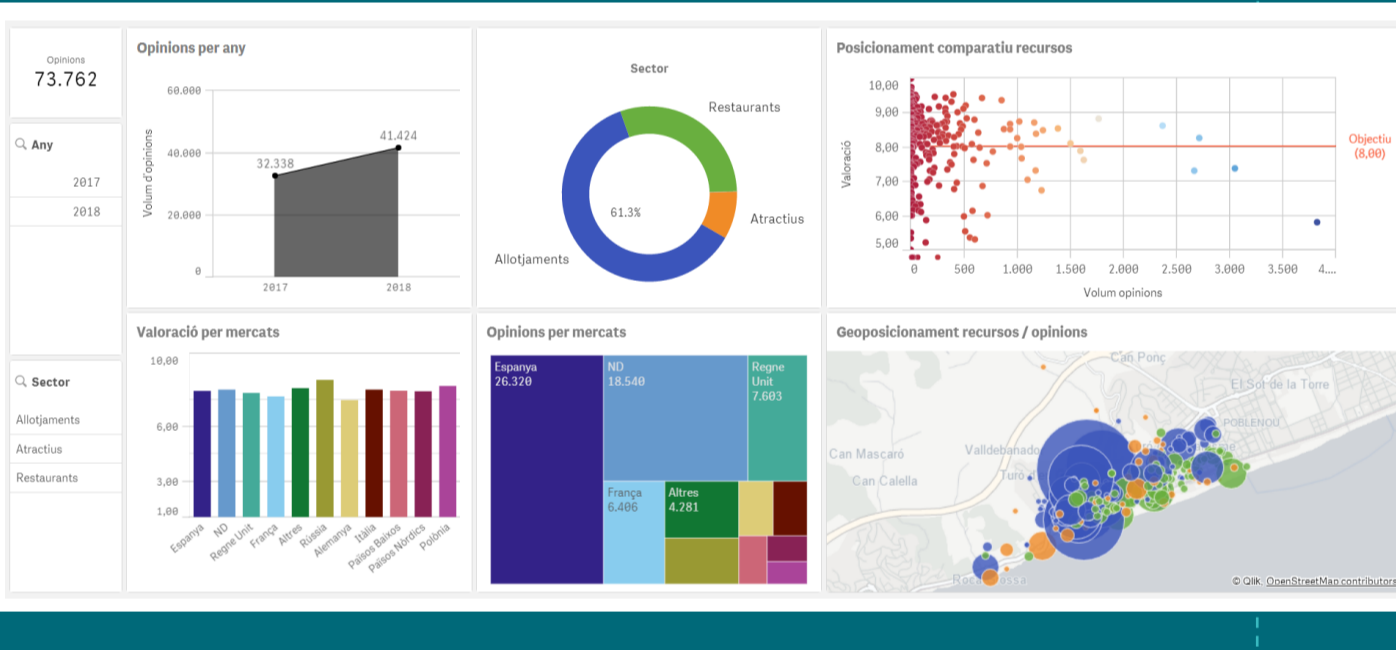 Opinions
73.762
Any
2017
2018
Sector
Allotjaments
Atractius
Restaurants
Opinions per any
Volum d'opinions
60.000
40.000
20.000
0
32.338
41.424
2017
2018
Sector
Restaurants
Atractius
Allotjaments
61.3%
Posicionament comparatiu recursos
Valoració
10,00
9,00
8,00
7,00
6,00
5,00
0
500
1.000
1.500
2.000
2.500
3.000
3.500
4....
Volum opinions
Objectiu
(8,00)
Valoració per mercats
10,00
6,00
3,00
1,00
Espanya
ND
Regne Unit
França
Altres
Rússia
Alemanya
Itàlia
Països Baixos
Països Nòrdics
Polònia
Opinions per mercats
Espanya
26.320
ND
18.540
Regne
Unit
7.603
França
6.406
Altres
4.281
Geoposicionament recursos / opinions
Can Ponç
El Sot de la Torre
POBLENOU
Valldebanado
Can Mascaró
Can Calella
Turó
© Qlik, OpenStreetMap contributors